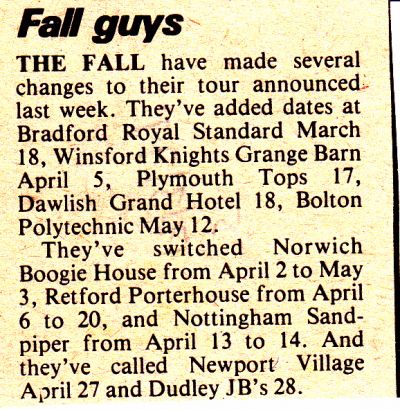 Fall guys
THE FALL have made several
changes to their tour announced
last week. They've added dates at
Bradford Royal Standard March
18, Winsford Knights Grange Barn
April 5, Plymouth Tops 17,
Dawlish Grand Hotel 18, Bolton
Polytechnic May 12.
They've switched Norwich
Boogie House from April 2 to May
3, Retford Porterhouse from April
6 to 20, and Nottingham Sand-
piper from April 13 to 14. And
they've called Newport Village
April 27 and Dudley JB's 28.